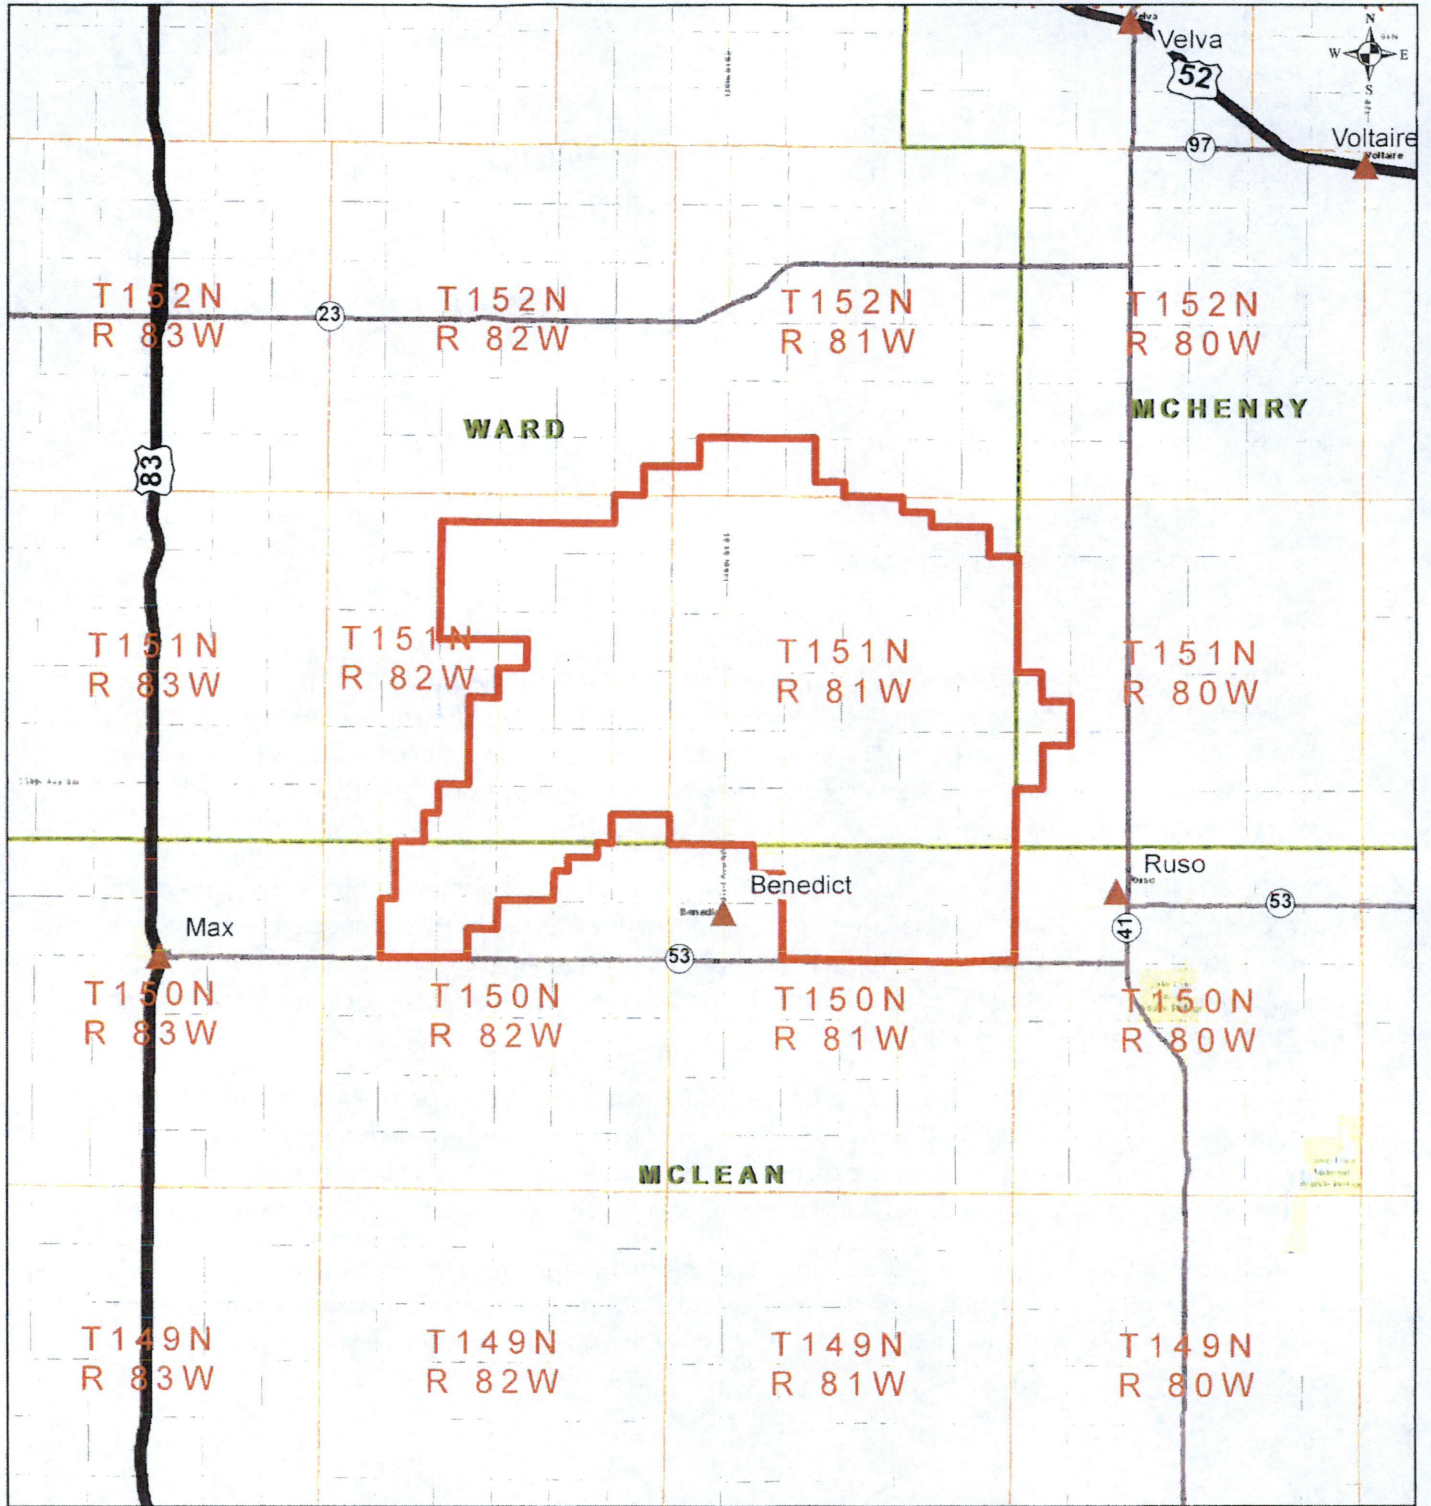 Velva
Velva
N
W E
S
52
Voltaire
Voltaire
97
T152N
R 83W
23
T152N
R 82W
T152N
R 81W
T152N
R 80W
WARD
MCHENRY
83
T151N
R 83W
T151N
R 82W
T151N
R 81W
T151N
R 80W
Ruso
Benedict
53
Max
41
53
T150N
R 83W
T150N
R 82W
T150N
R 81W
T150N
R 80W
MCLEAN
T149N
R 83W
T149N
R 82W
T149N
R 81W
T149N
R 80W